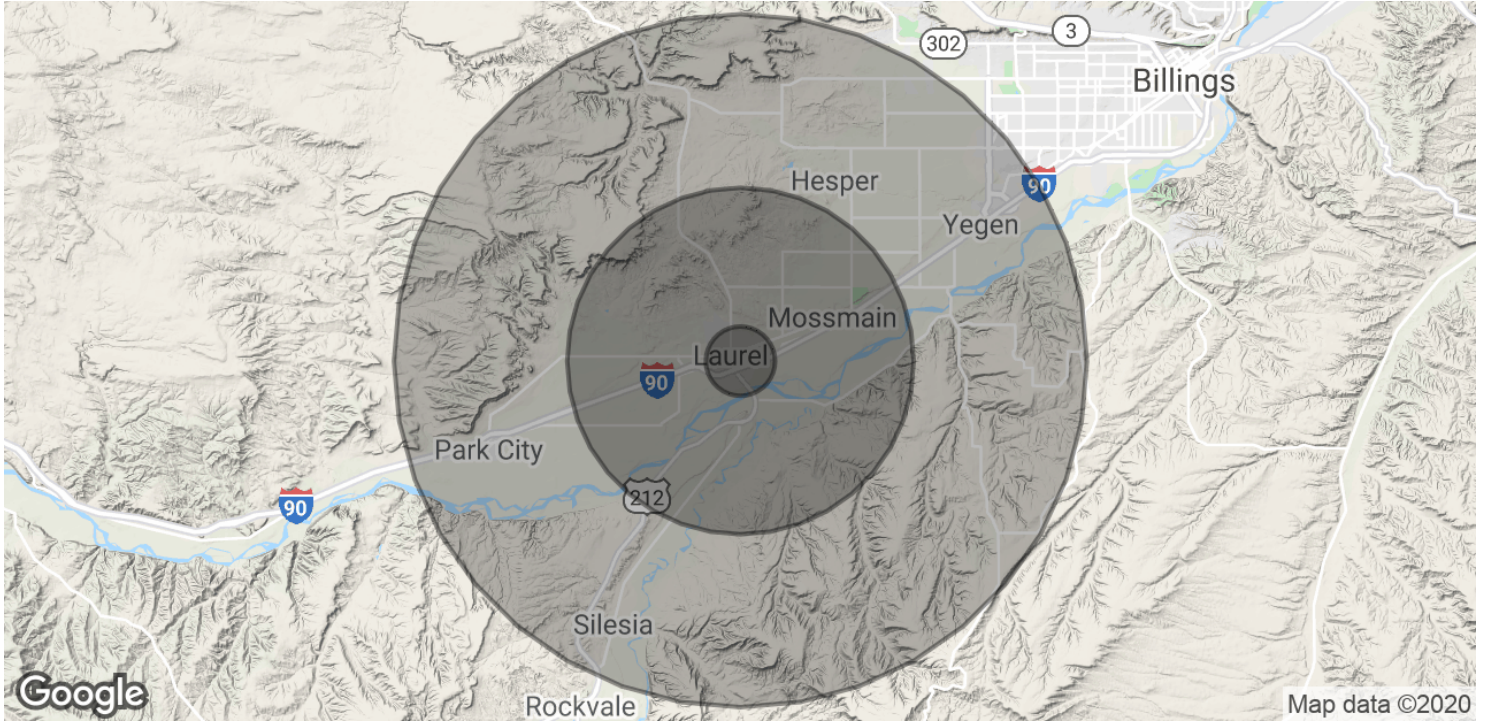 302
3
Billings
Hesper
90
Yegen
Mossmain
Laurel
90
Park City
212
90
Silesia
Rockvale
Google
Map data ©2020